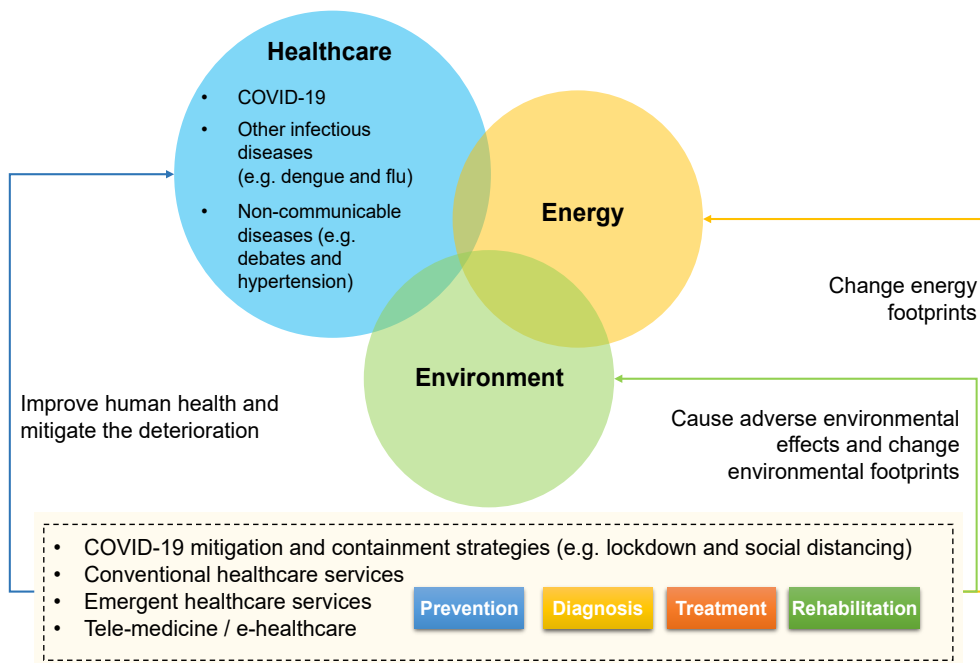 Healthcare
• COVID-19
• Other infectious
diseases
(e.g. dengue and flu)
• Non-communicable
diseases (e.g.
debates and
hypertension)
Energy
Environment
Change energy
footprints
Improve human health and
mitigate the deterioration
Cause adverse environmental
effects and change
environmental footprints
• COVID-19 mitigation and containment strategies (e.g. lockdown and social distancing)
• Conventional healthcare services
• Emergent healthcare services
• Tele-medicine / e-healthcare
Prevention
Diagnosis
Treatment
Rehabilitation